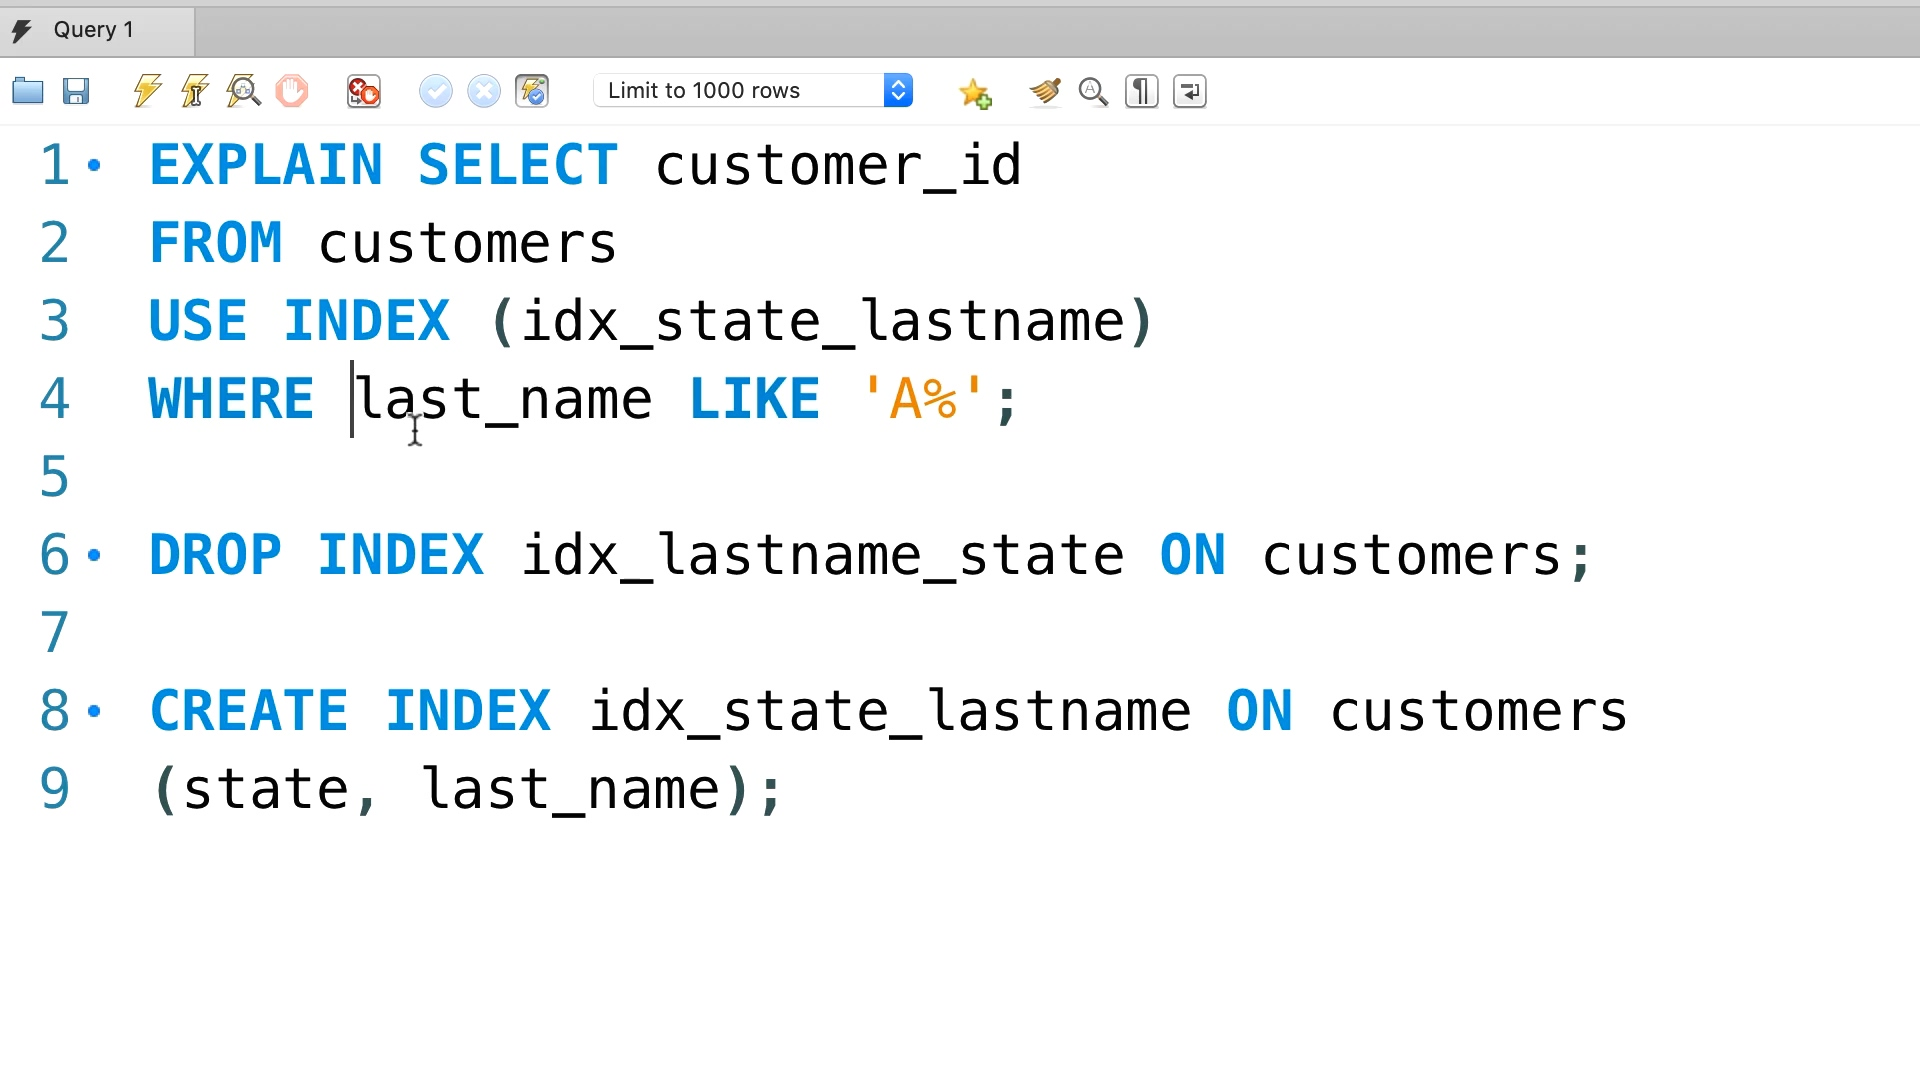 Query 1
Limit to 1000 rows
1 EXPLAIN SELECT customer_id
2 FROM customers
3 USE INDEX (idx_state_lastname)
4 WHERE last_name LIKE 'A%';
5
6 DROP INDEX idx_lastname_state ON customers;
7
8 CREATE INDEX idx_state_lastname ON customers
9 (state, last_name);